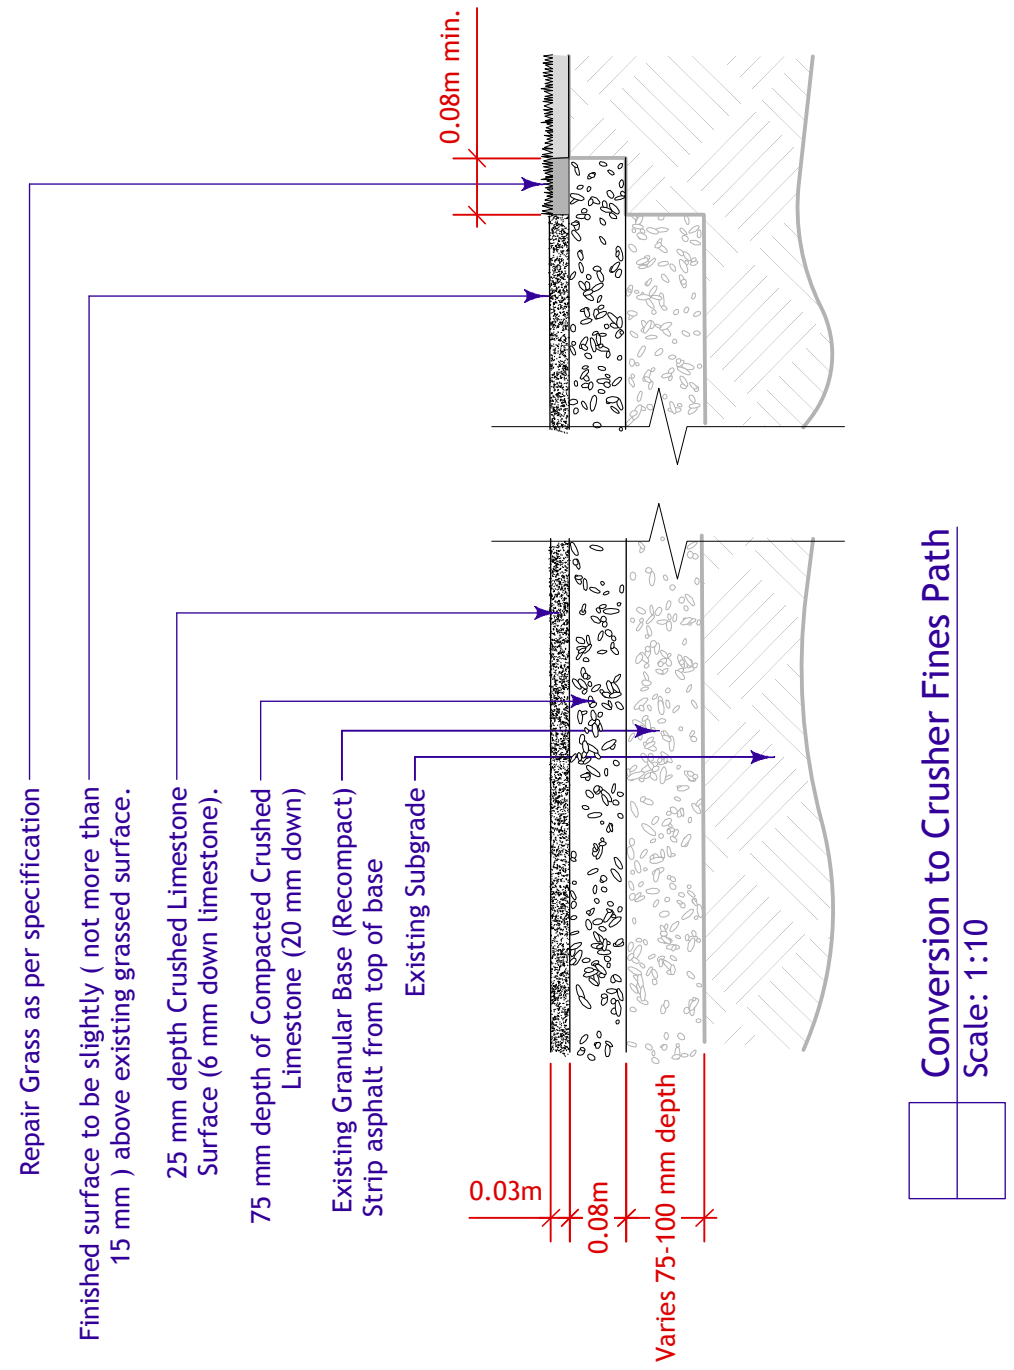 Repair Grass as per specification
Finished surface to be slightly ( not more than
15 mm ) above existing grassed surface.
25 mm depth Crushed Limestone
Surface (6 mm down limestone).
75 mm depth of Compacted Crushed
Limestone (20 mm down)
Existing Granular Base (Recompact)
Strip asphalt from top of base
Existing Subgrade
0.08m min.
0.03m
0.08m
Varies 75-100 mm depth
Conversion to Crusher Fines Path
Scale: 1:10